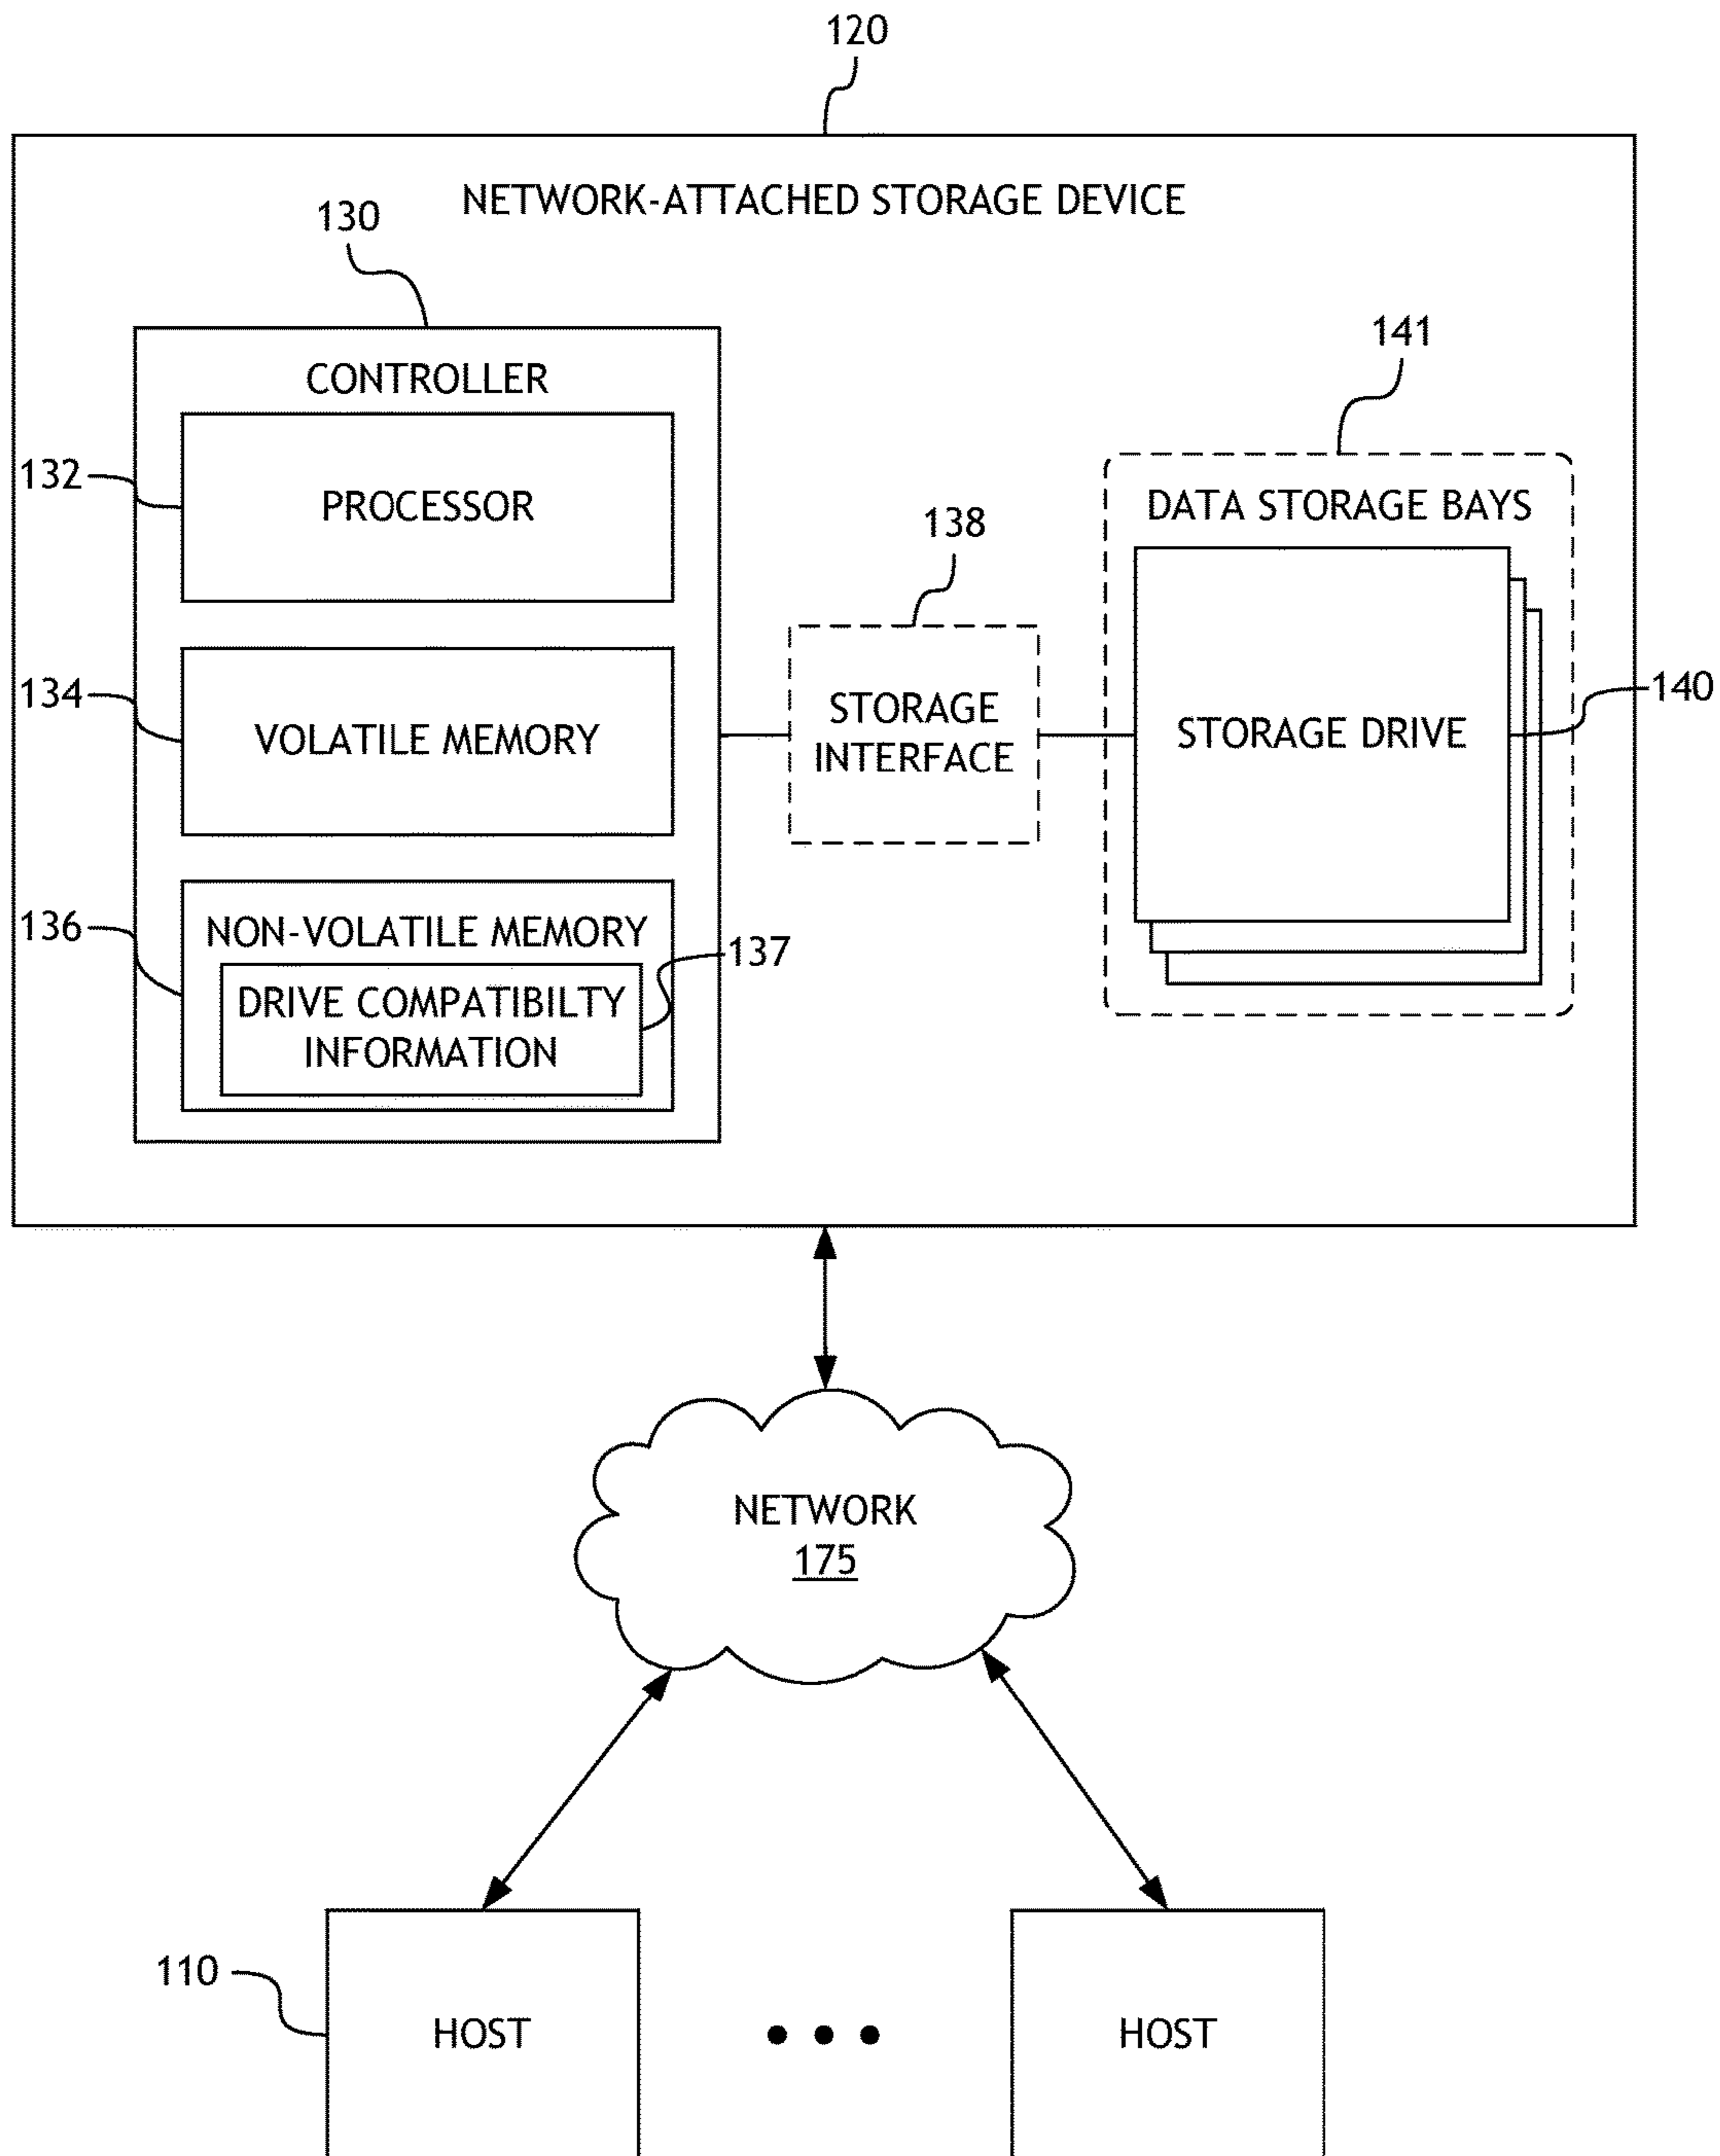 120
NETWORK-ATTACHED STORAGE DEVICE
130
CONTROLLER
141
132
PROCESSOR
DATA STORAGE BAYS
138
134
VOLATILE MEMORY
STORAGE
INTERFACE
STORAGE DRIVE
140
136
NON-VOLATILE MEMORY
137
DRIVE COMPATIBILTY
INFORMATION
NETWORK
175
110
HOST
HOST